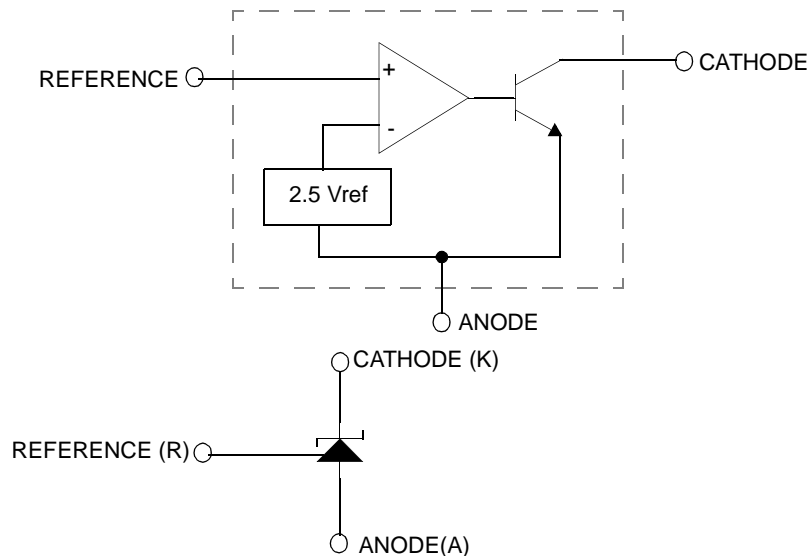 REFERENCE
+
-
CATHODE
2.5 Vref
ANODE
CATHODE (K)
REFERENCE (R)
ANODE(A)